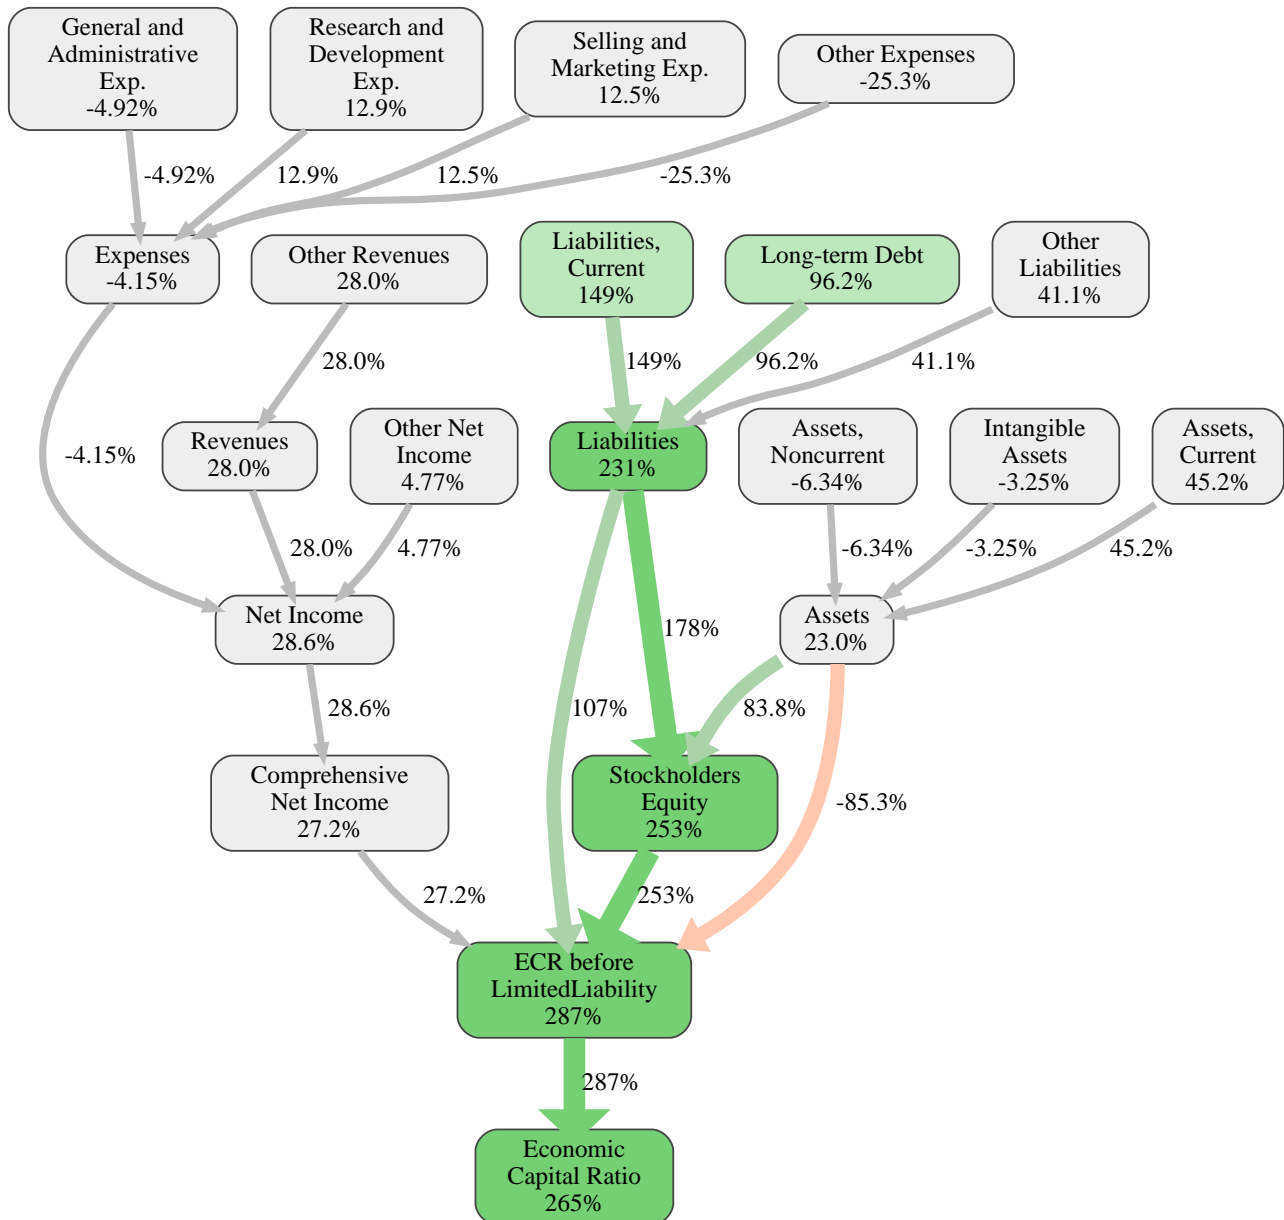 General and
Administrative
Exp.
-4.92%
Research and
Development
Exp.
12.9%
Selling and
Marketing Exp.
12.5%
Other Expenses
-25.3%
-4.92%
12.9%
12.5%
-25.3%
Expenses
-4.15%
Other Revenues
28.0%
Liabilities,
Current
149%
Long-term Debt
96.2%
Other
Liabilities
41.1%
28.0%
149%
96.2%
41.1%
-4.15%
Revenues
28.0%
Other Net
Income
4.77%
Liabilities
231%
Assets,
Noncurrent
-6.34%
Intangible
Assets
-3.25%
Assets,
Current
45.2%
28.0%
4.77%
-6.34%
-3.25%
45.2%
Net Income
28.6%
178%
Assets
23.0%
28.6%
107%
83.8%
Comprehensive
Net Income
27.2%
Stockholders
Equity
253%
-85.3%
27.2%
253%
ECR before
LimitedLiability
287%
287%
Economic
Capital Ratio
265%